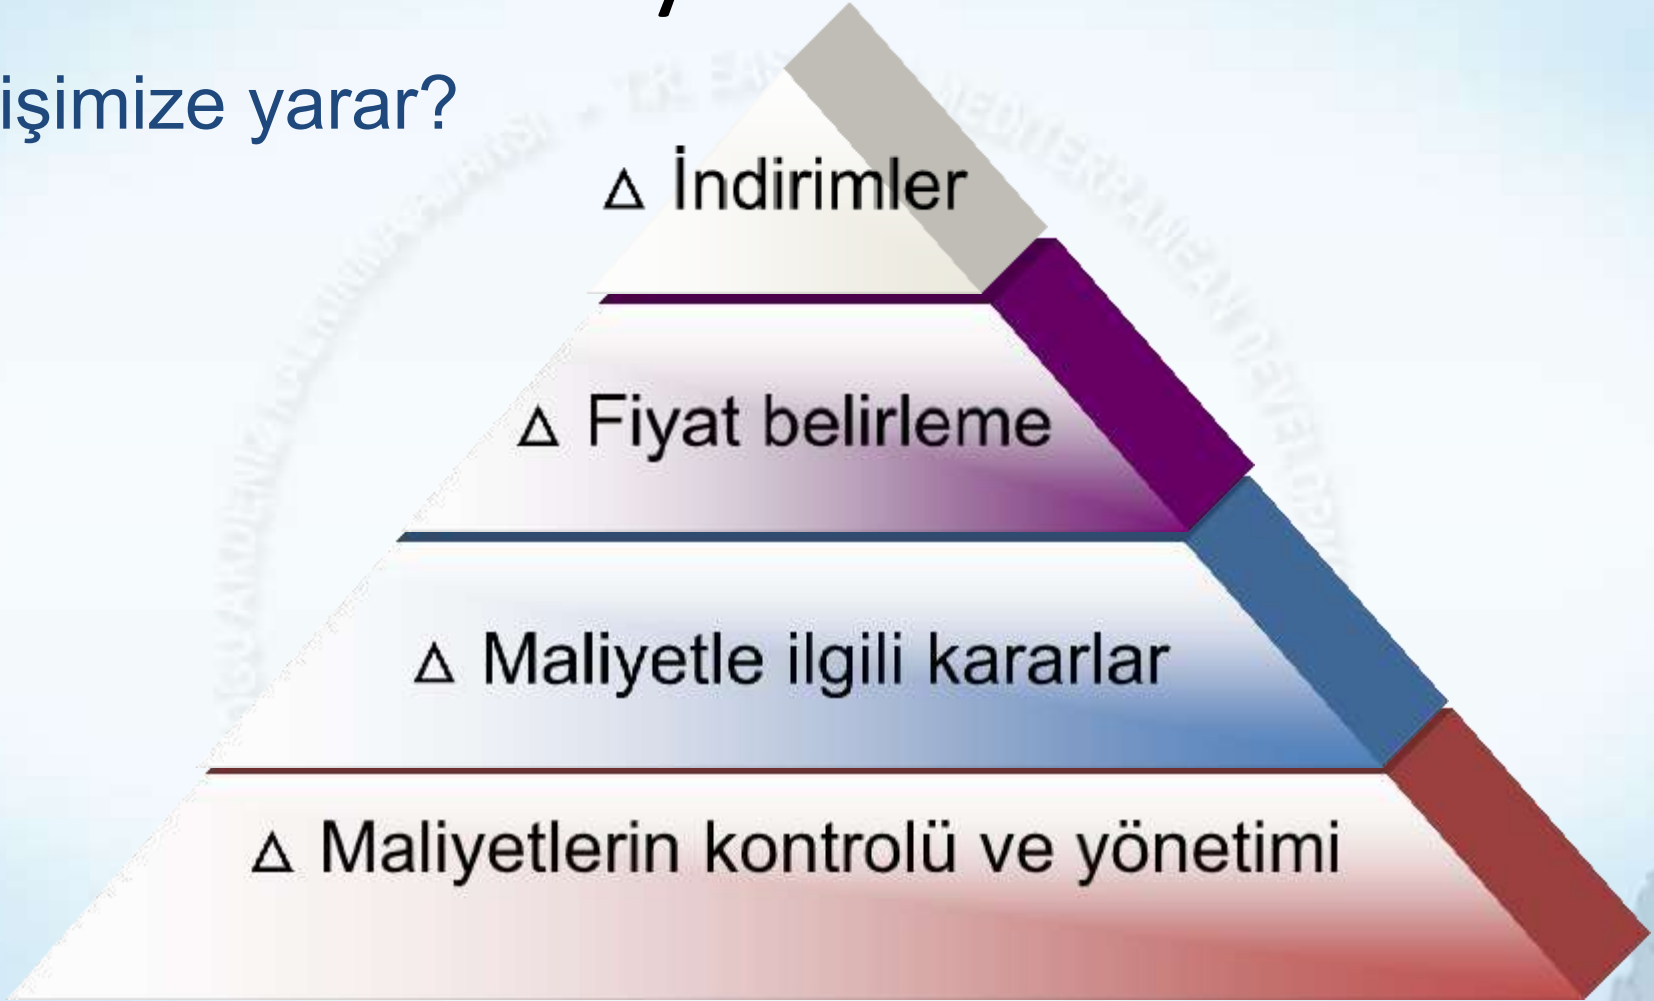 işimize yarar?
Δ İndirimler
Δ Fiyat belirleme
Δ Maliyetle ilgili kararlar
Δ Maliyetlerin kontrolü ve yönetimi